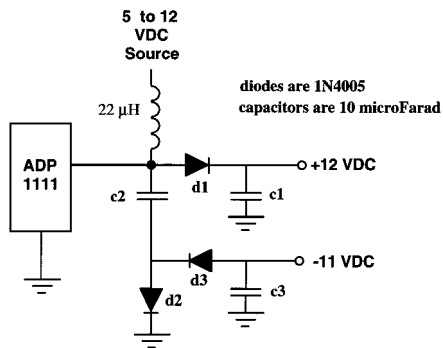 5 to 12
VDC
Source
diodes are 1N4005
capacitors are 10 microFarad
22 µH
ADP
1111
d1
+12 VDC
c2
c1
d3
-11 VDC
d2
c3